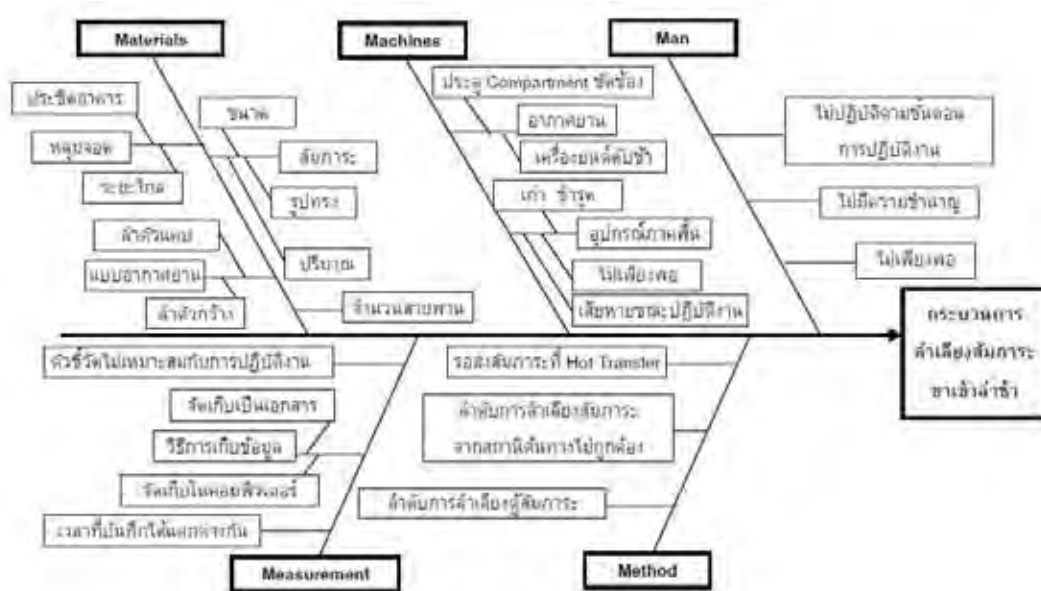 Materials
Machines
Man
ประชิดอาคาร
หลุมจอด
ระยะไกล
ขนาด
สัมภาระ
รูปทรง
ปริมาณ
ลำตัวแคบ
แบบอากาศยาน
ลำตัวกว้าง
จำนวนสายพาน
ประตู Compartment ขัดข้อง
อากาศยาน
เครื่องยนต์ดับช้า
เก่า ชำรุด
อุปกรณ์ภาคพื้น
ไม่เพียงพอ
เสียหายขณะปฏิบัติงาน
ไม่ปฏิบัติตามขั้นตอน
การปฏิบัติงาน
ไม่มีความชำนาญ
ไม่เพียงพอ
กระบวนการ
ลำเลียงสัมภาระ
ขาเข้าล่าช้า
ตัวชี้วัดไม่เหมาะสมกับการปฏิบัติงาน
จัดเก็บเป็นเอกสาร
วิธีการเก็บข้อมูล
จัดเก็บในคอมพิวเตอร์
เวลาที่บันทึกได้แตกต่างกัน
รอส่งสัมภาระที่ Hot Transfer
ลำดับการลำเลียงสัมภาระ
จากสถานีต้นทางไม่ถูกต้อง
ลำดับการลำเลียงตู้สัมภาระ
Measurement
Method